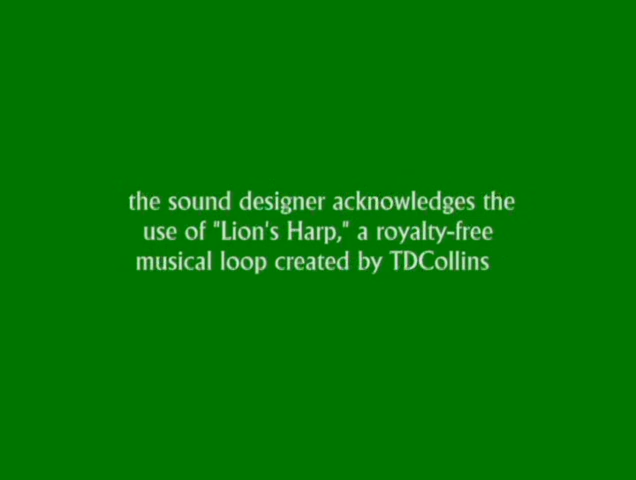 the sound designer acknowledges the
use of "Lion's Harp," a royalty-free
musical loop created by TDCollins